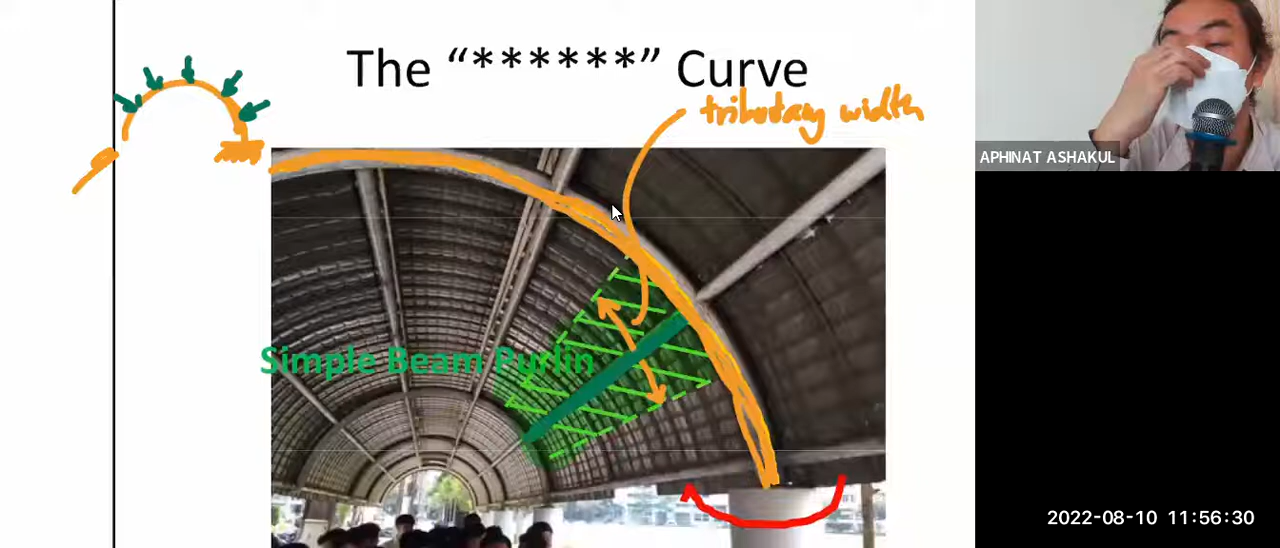 The “******” Curve
tributary width
APHINAT ASHAKUL
Simple Beam Purlin
2022-08-10 11:56:30